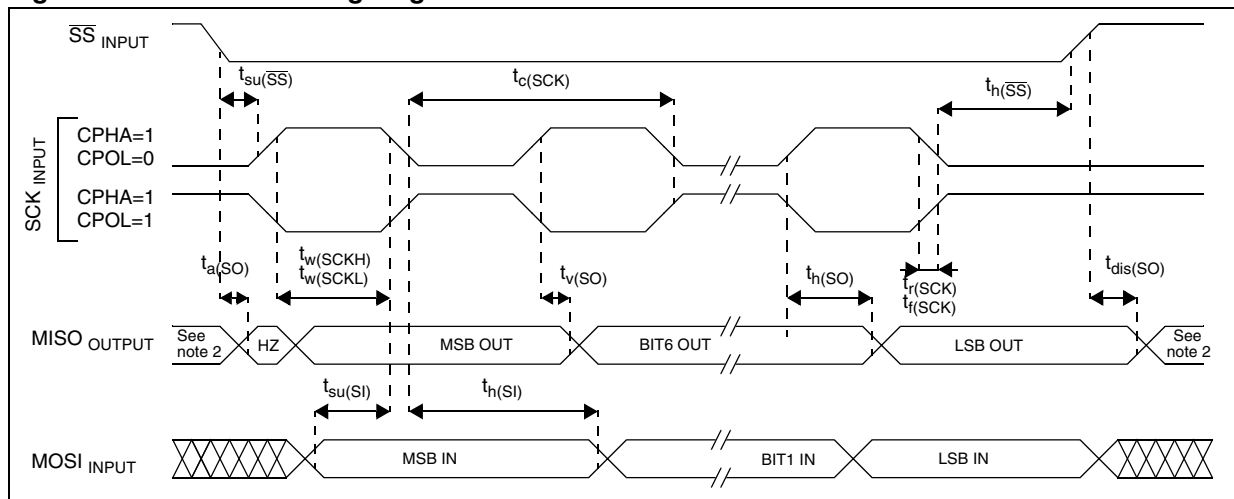 SS INPUT
tsu(SS)
tc(SCK)
th(SS)
SCK INPUT
CPHA=1
CPOL=0
CPHA=1
CPOL=1
ta(SO)
tw(SCKH)
tw(SCKL)
tv(SO)
th(SO)
tr(SCK)
tf(SCK)
tdis(SO)
MISO OUTPUT
See
note 2
HZ
MSB OUT
BIT6 OUT
LSB OUT
See
note 2
tsu(SI)
th(SI)
MOSI INPUT
MSB IN
BIT1 IN
LSB IN